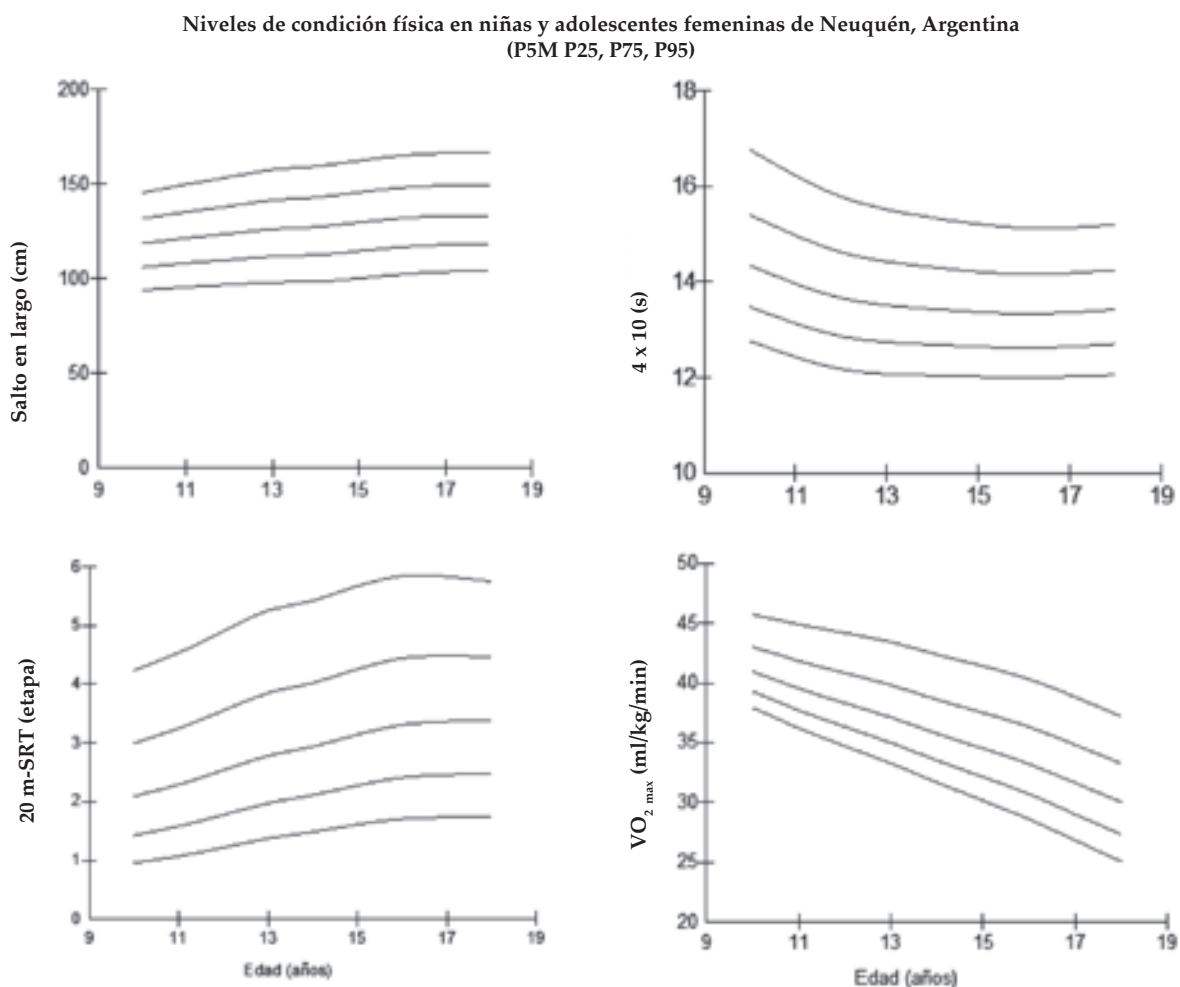 Niveles de condición física en niñas y adolescentes femeninas de Neuquén, Argentina
(P5M P25, P75, P95)
Salto en largo (cm)
200
150
100
50
0
9 11 13 15 17 19
4 x 10 (s)
18
16
14
12
10
9 11 13 15 17 19
20 m-SRT (etapa)
6
5
4
3
2
1
0
9 11 13 15 17 19
Edad (años)
VO2 max (ml/kg/min)
50
45
40
35
30
25
20
9 11 13 15 17 19
Edad (años)